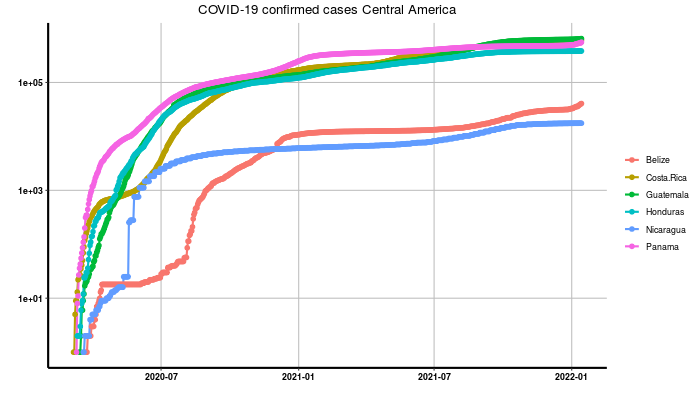 COVID-19 confirmed cases Central America
1e+05
1e+03
1e+01
2020-07
2021-01
2021-07
2022-01
Belize
Costa.Rica
Guatemala
Honduras
Nicaragua
Panama